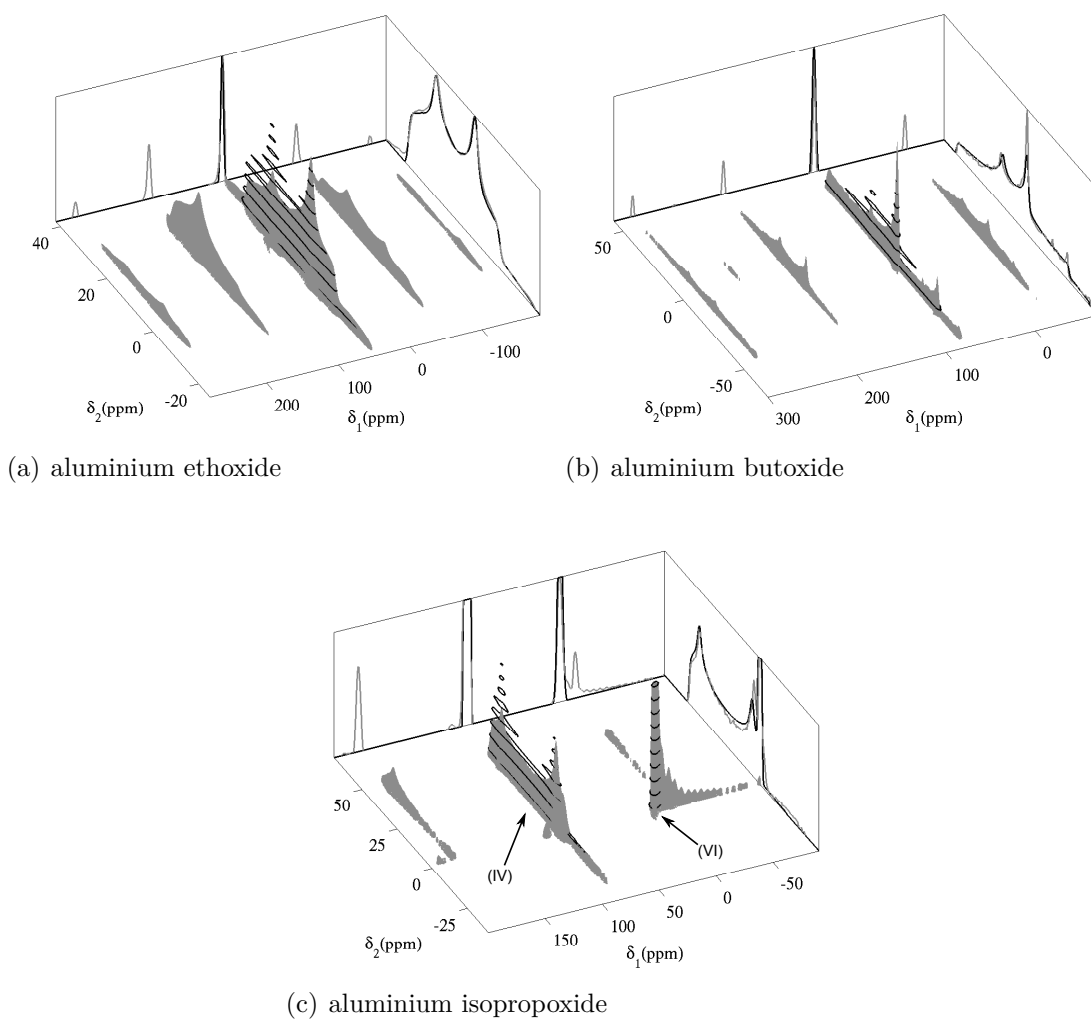 40
20
0
-20
δ2(ppm)
200
100
0
-100
δ1(ppm)
(a) aluminium ethoxide
50
0
-50
δ2(ppm)
300
200
100
0
δ1(ppm)
(b) aluminium butoxide
50
25
0
-25
δ2(ppm)
150
100
50
0
-50
δ1(ppm)
(IV)
(VI)
(c) aluminium isopropoxide